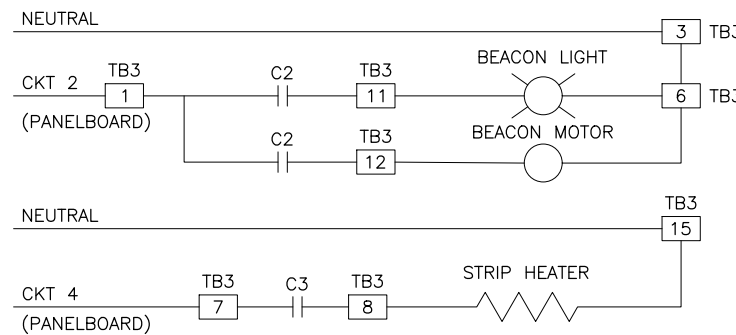 NEUTRAL
3 TB3
BEACON LIGHT
CKT 2 TB3 C2 TB3
1 11 6 TB3
(PANELBOARD)
BEACON MOTOR
C2 TB3
12
NEUTRAL TB3
15
CKT 4 TB3 C3 TB3 STRIP HEATER
7 8
(PANELBOARD)